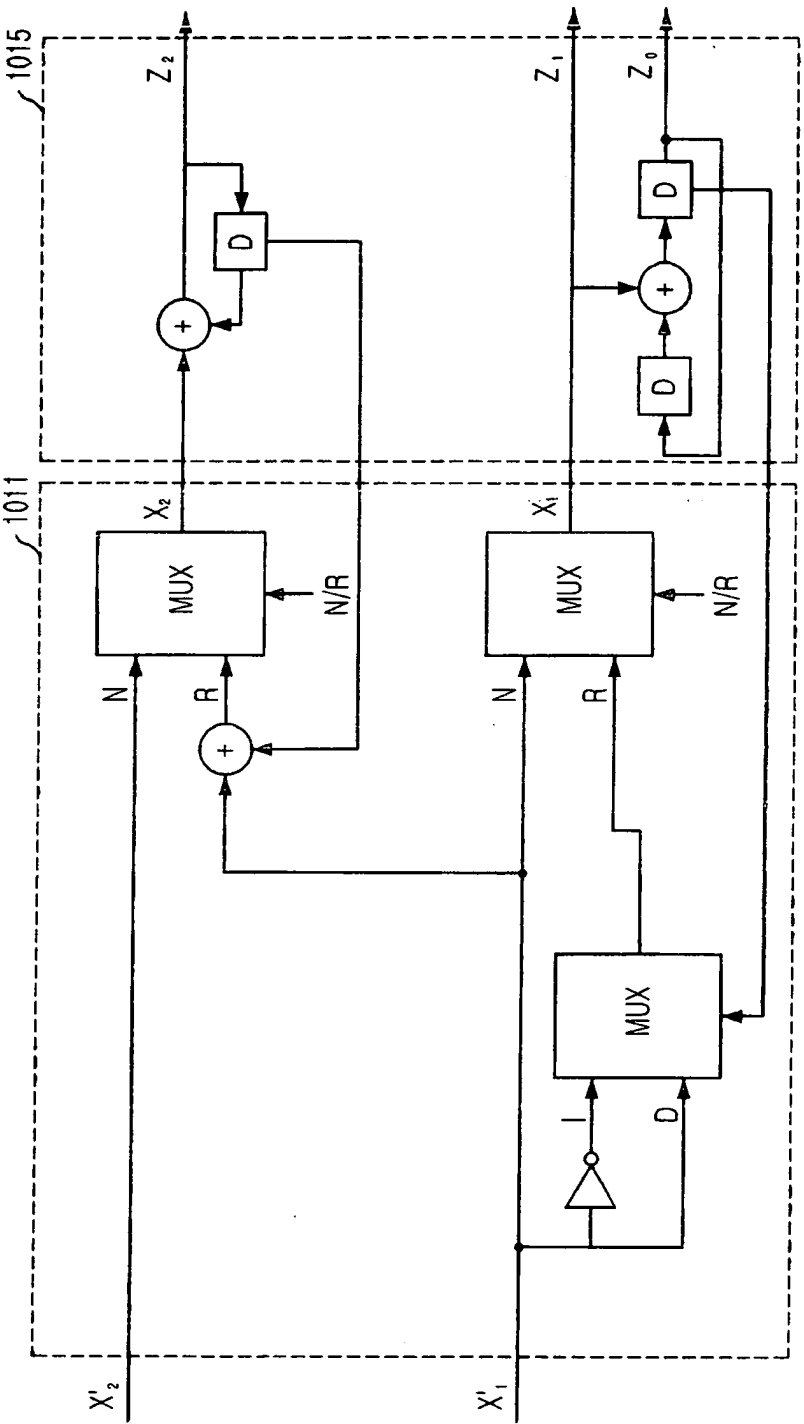 1011
1015
X'₂
N
MUX
X₂
Z₂
+
R
+
D
N/R
X'₁
N
MUX
X₁
Z₁
R
N/R
I
D
MUX
D
+
D
Z₀